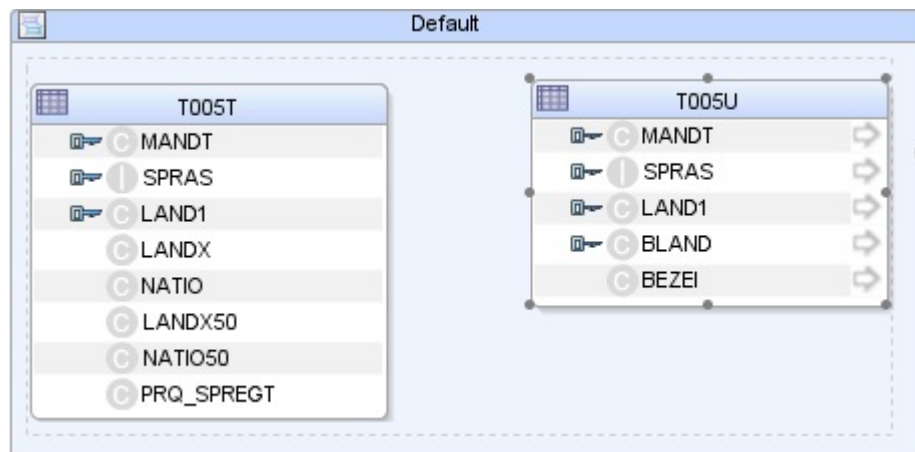 Default
T005T
MANDT
SPRAS
LAND1
LANDX
NATIO
LANDX50
NATIO50
PRQ_SPREGT
T005U
MANDT
SPRAS
LAND1
BLAND
BEZEI